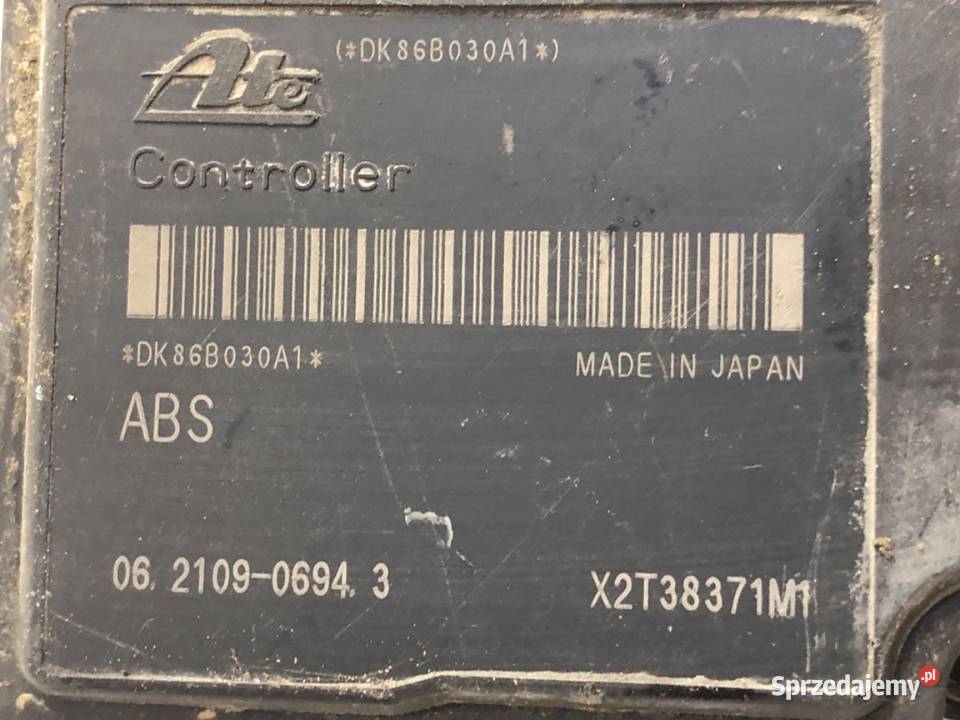 Ate (*DK86B030A1*)
Controller
*DK86B030A1* MADE IN JAPAN
ABS
06. 2109-0694. 3 X2T38371M1
Sprzedajemy.pl